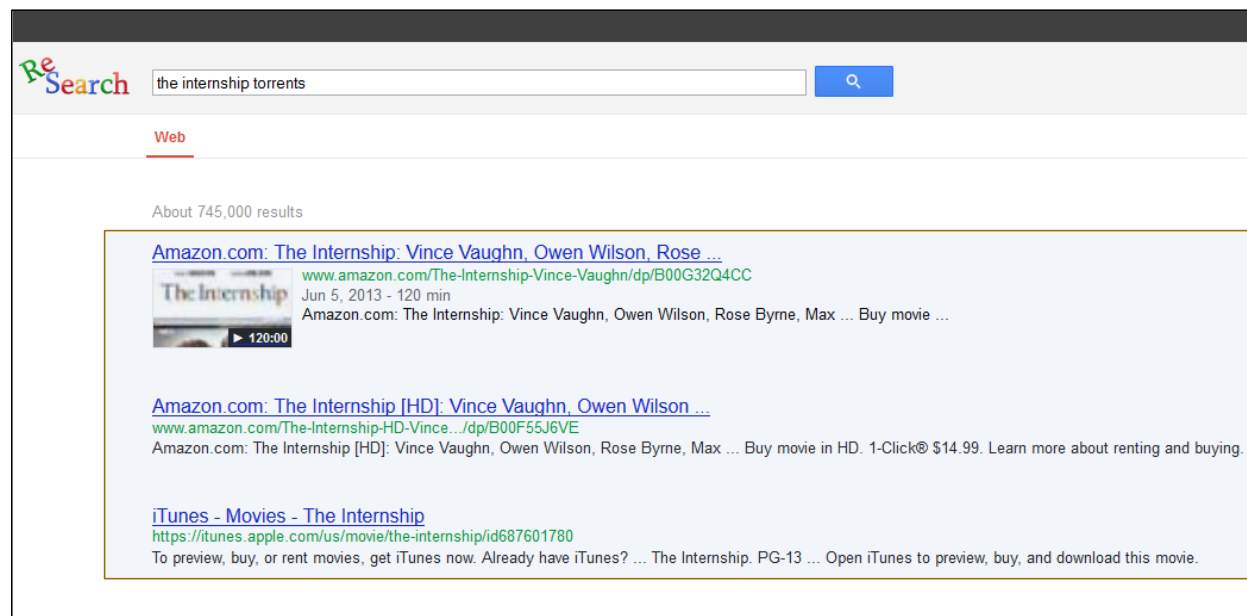 ReSearch
the internship torrents
Web
About 745,000 results
Amazon.com: The Internship: Vince Vaughn, Owen Wilson, Rose ...
The Internship
120:00
www.amazon.com/The-Internship-Vince-Vaughn/dp/B00G32Q4CC
Jun 5, 2013 - 120 min
Amazon.com: The Internship: Vince Vaughn, Owen Wilson, Rose Byrne, Max ... Buy movie ...
Amazon.com: The Internship [HD]: Vince Vaughn, Owen Wilson ...
www.amazon.com/The-Internship-HD-Vince.../dp/B00F55J6VE
Amazon.com: The Internship [HD]: Vince Vaughn, Owen Wilson, Rose Byrne, Max ... Buy movie in HD. 1-Click® $14.99. Learn more about renting and buying.
iTunes - Movies - The Internship
https://itunes.apple.com/us/movie/the-internship/id687601780
To preview, buy, or rent movies, get iTunes now. Already have iTunes? ... The Internship. PG-13 ... Open iTunes to preview, buy, and download this movie.